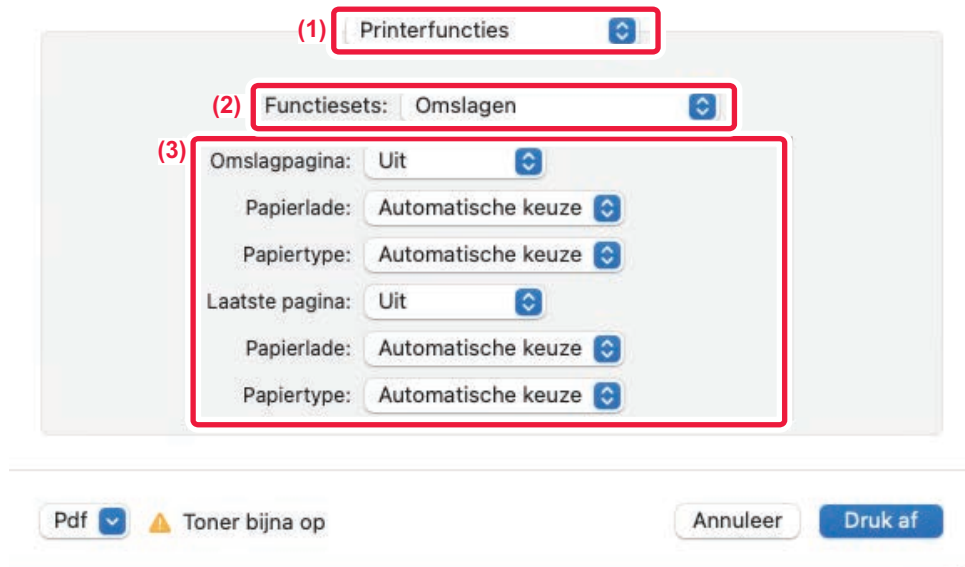 (1) Printerfuncties
(2) Functiesets: Omslagen
(3)
Omslagpagina: Uit
Papierlade: Automatische keuze
Papiertype: Automatische keuze
Laatste pagina: Uit
Papierlade: Automatische keuze
Papiertype: Automatische keuze
Pdf Toner bijna op Annuleer Druk af